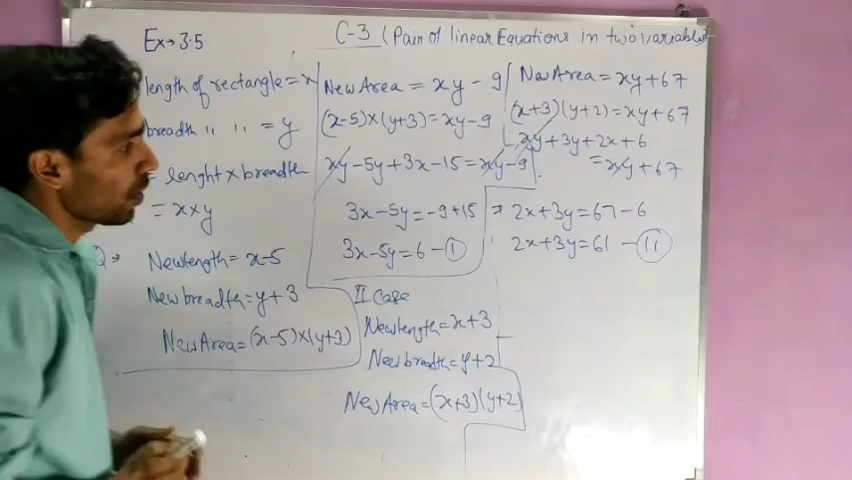 Ex→3.5
C-3 (Pair of linear Equations in two variables)
length of rectangle = x
breadth " " = y
= lenght x breadth
= x x y
Newlength = x-5
New breadth = y+3
New Area = (x-5)x(y+3)
New Area = xy - 9
(x-5)x(y+3) = xy-9
xy-5y+3x-15 = xy-9
3x-5y = -9+15
3x-5y = 6 - I
II Case
New length = x+3
New breadth = y+2
New Area = (x+3)(y+2)
New Area = xy+67
(x+3)(y+2) = xy+67
xy+3y+2x+6
= xy+67
2x+3y = 67-6
2x+3y = 61 - II